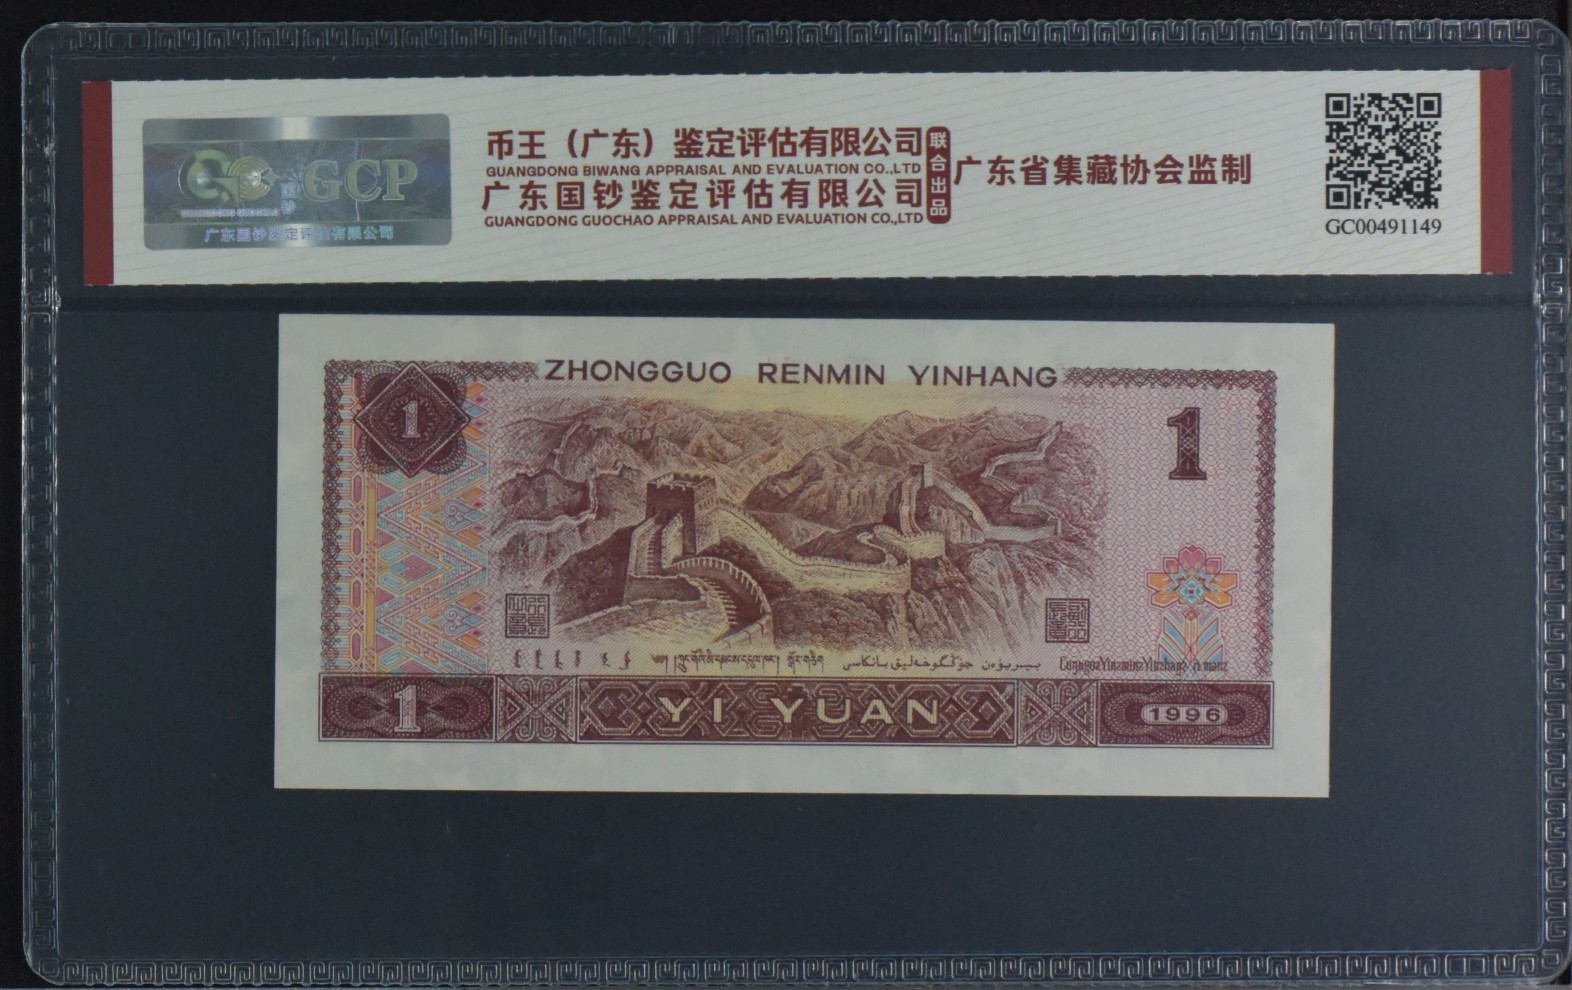 GCP
广东国钞鉴定评估有限公司
币王（广东）鉴定评估有限公司
GUANGDONG BIWANG APPRAISAL AND EVALUATION CO.,LTD
广东国钞鉴定评估有限公司
GUANGDONG GUOCHAO APPRAISAL AND EVALUATION CO.,LTD
联合出品
广东省集藏协会监制
GC00491149
ZHONGGUO RENMIN YINHANG
1
1
1
YI YUAN
1996